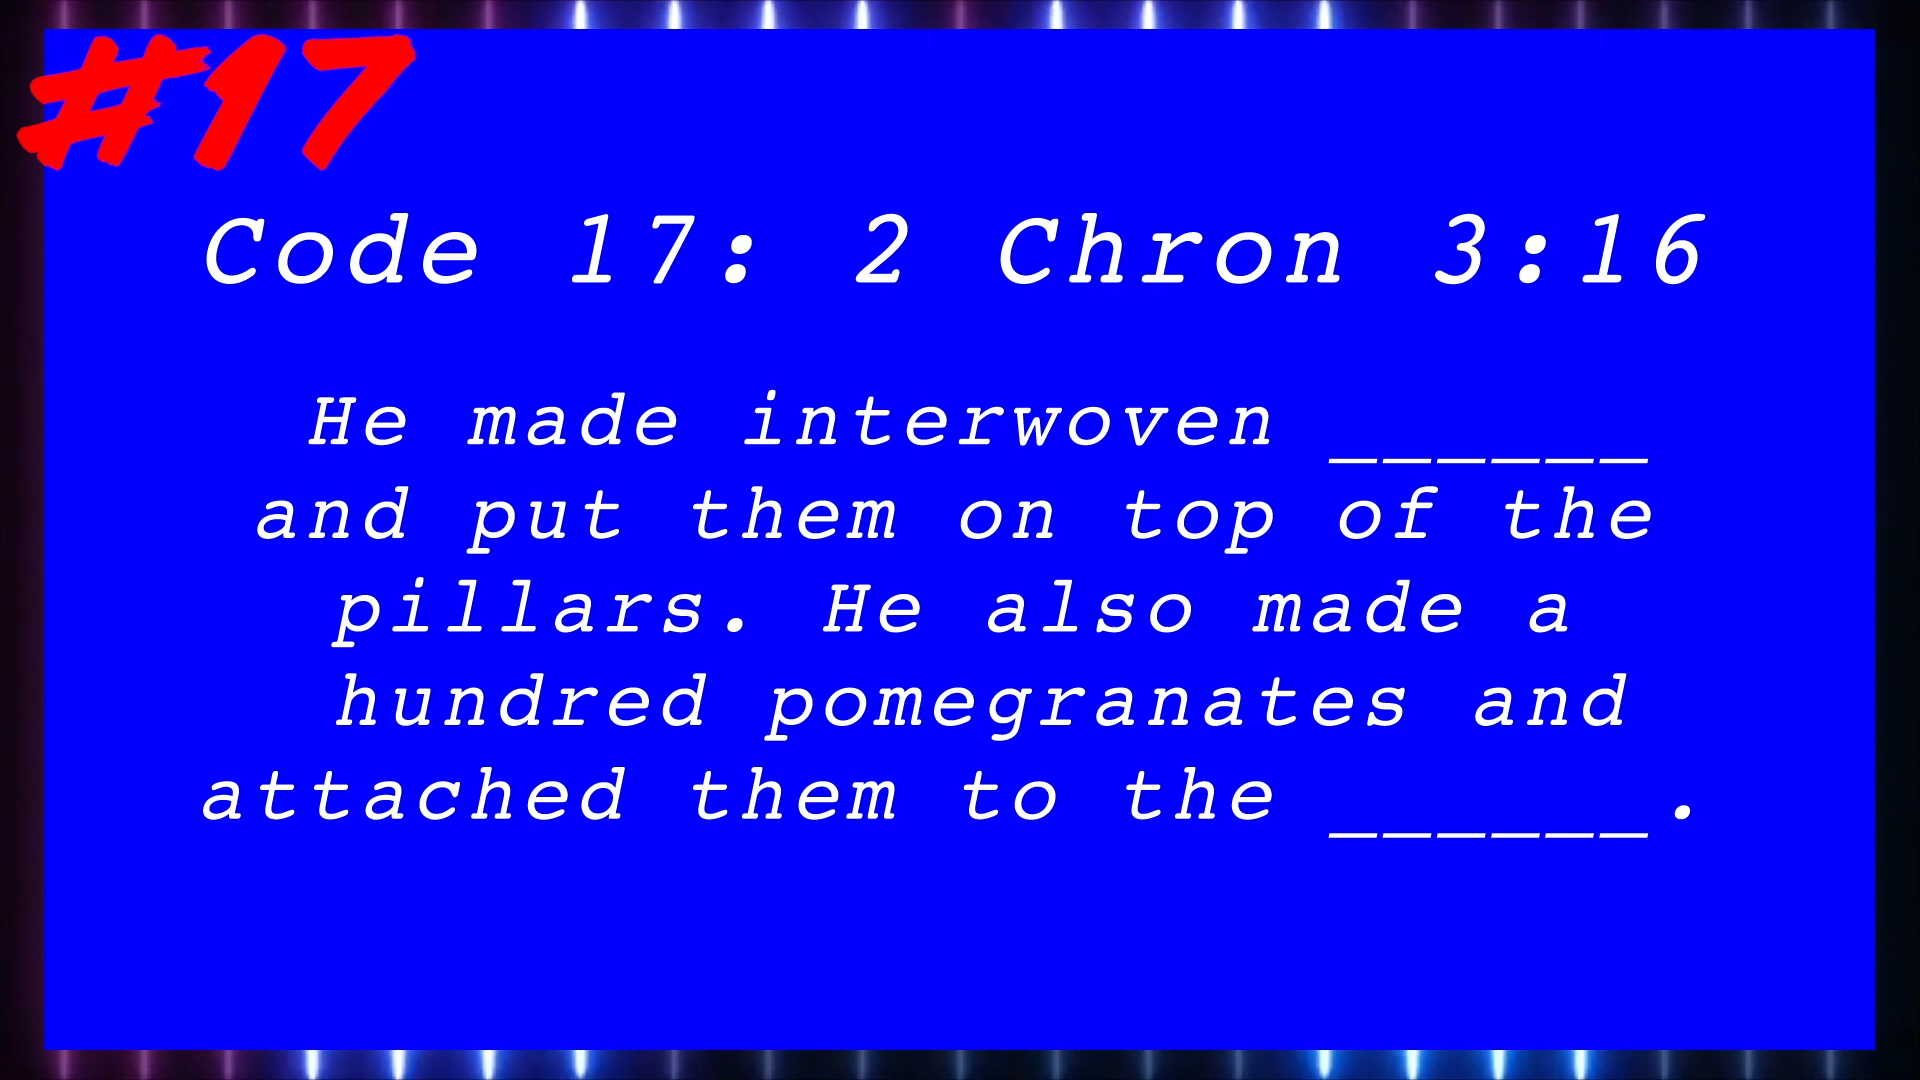 #17
Code 17: 2 Chron 3:16
He made interwoven ______
and put them on top of the
pillars. He also made a
hundred pomegranates and
attached them to the ______.